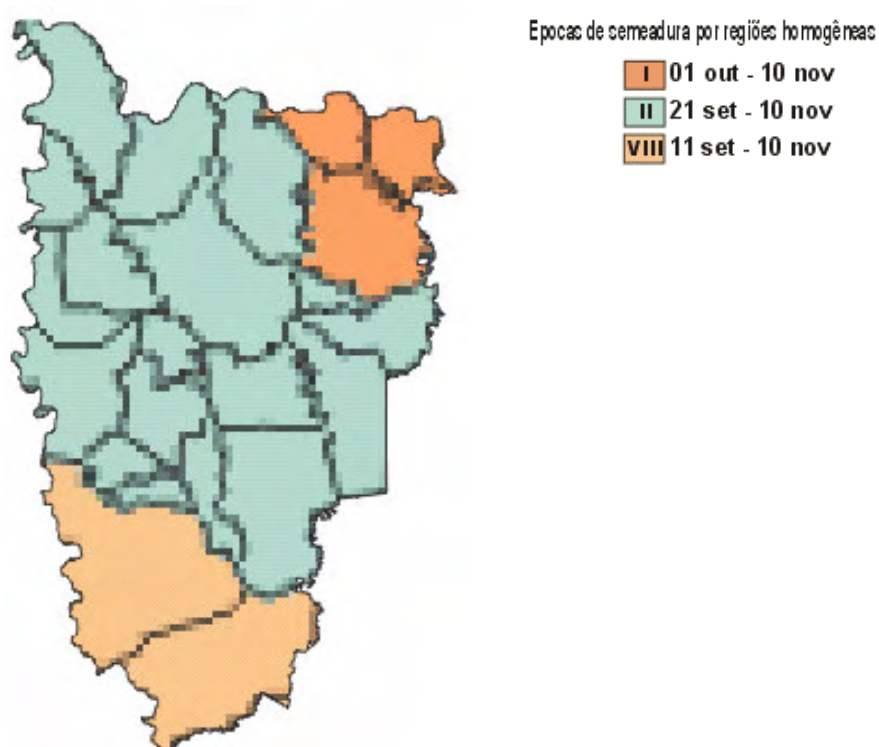 Epocas de semeadura por regiões homogêneas
I 01 out - 10 nov
II 21 set - 10 nov
VIII 11 set - 10 nov